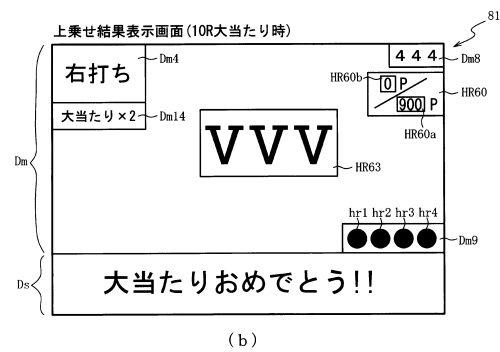 上乗せ結果表示画面(10R大当たり時)
81
右打ち
Dm4
444
Dm8
HR60b
0 P
HR60
900 P
HR60a
大当たり×2
Dm14
VVV
HR63
Dm
hr1 hr2 hr3 hr4
Dm9
Ds
大当たりおめでとう!!
(b)